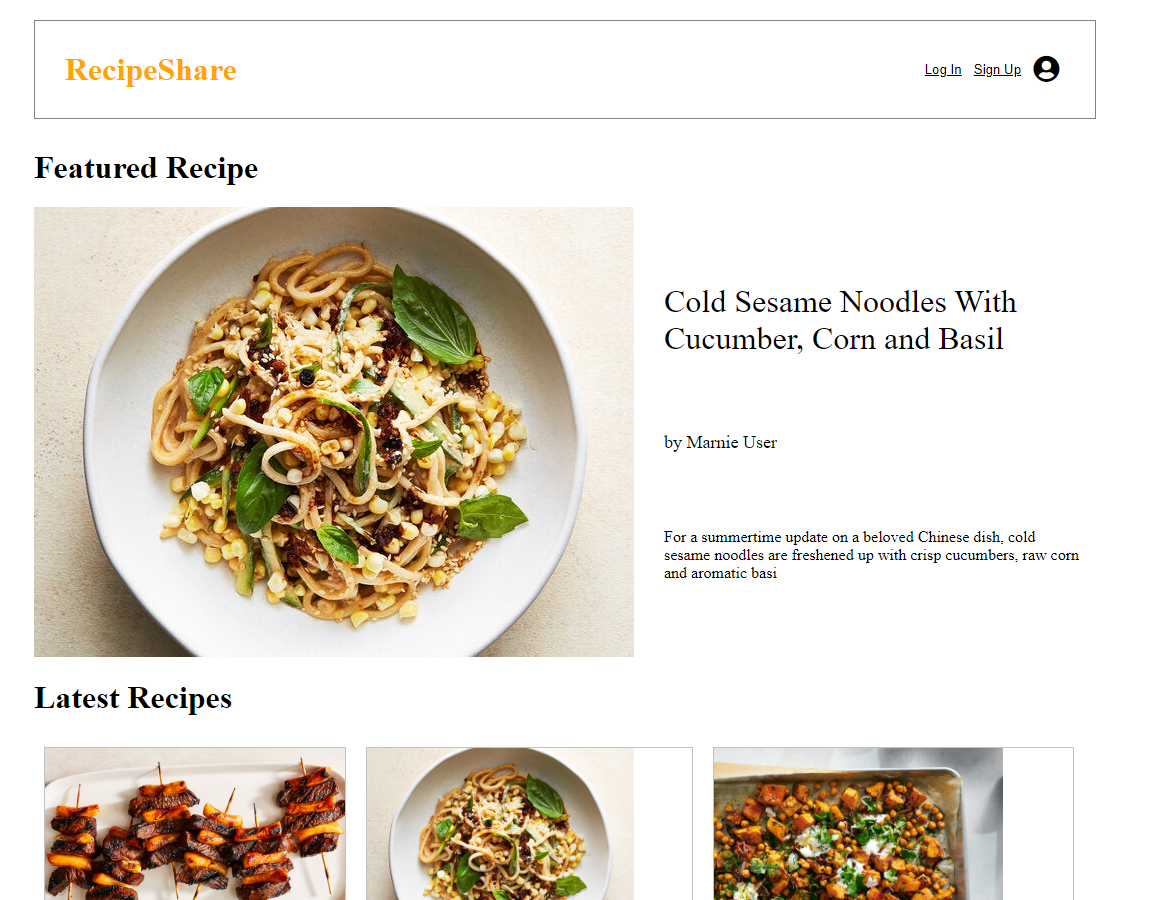 RecipeShare
Log In Sign Up
Featured Recipe
Cold Sesame Noodles With
Cucumber, Corn and Basil
by Marnie User
For a summertime update on a beloved Chinese dish, cold
sesame noodles are freshened up with crisp cucumbers, raw corn
and aromatic basi
Latest Recipes